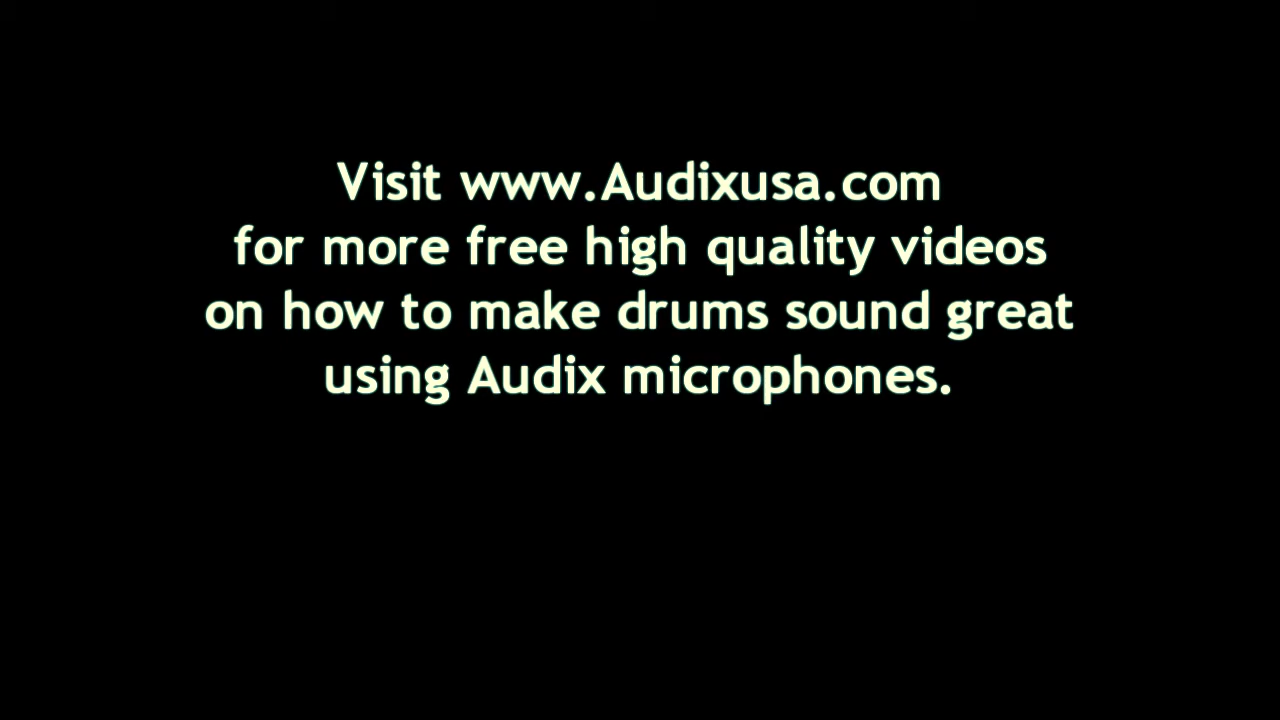 Visit www.Audixusa.com
for more free high quality videos
on how to make drums sound great
using Audix microphones.